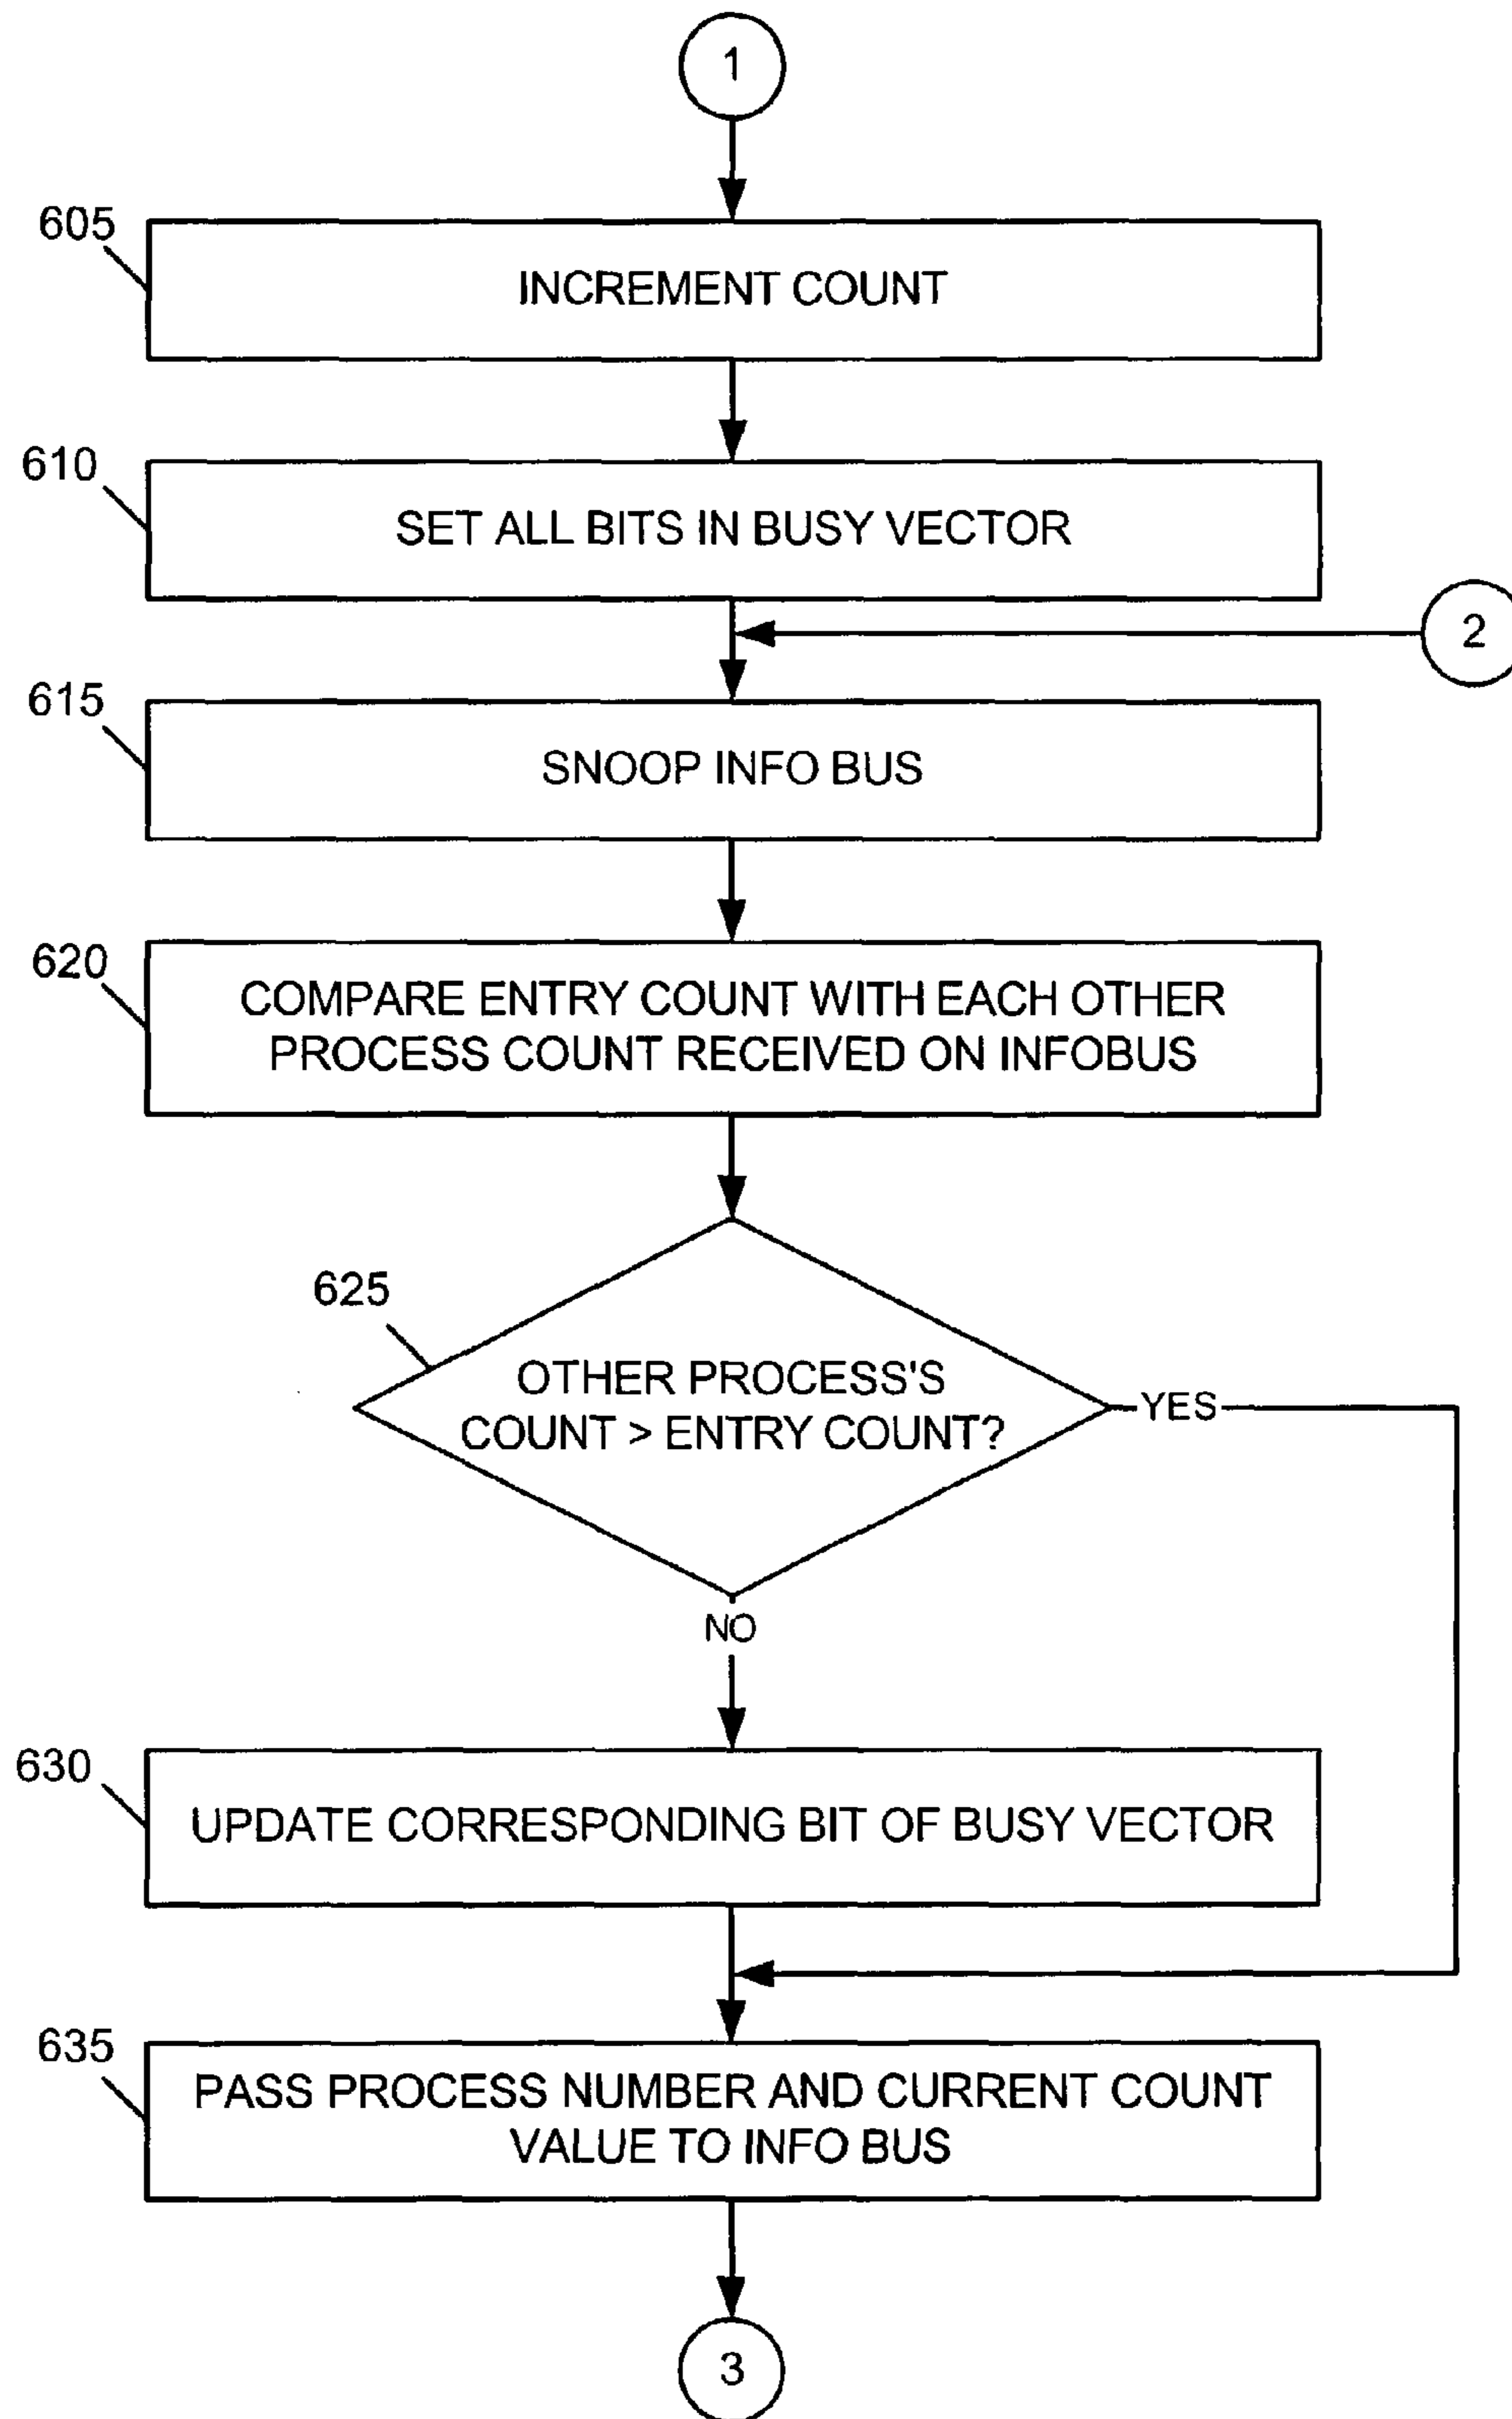 1
605
INCREMENT COUNT
610
SET ALL BITS IN BUSY VECTOR
2
615
SNOOP INFO BUS
620
COMPARE ENTRY COUNT WITH EACH OTHER
PROCESS COUNT RECEIVED ON INFOBUS
625
OTHER PROCESS'S
COUNT > ENTRY COUNT?
YES
NO
630
UPDATE CORRESPONDING BIT OF BUSY VECTOR
635
PASS PROCESS NUMBER AND CURRENT COUNT
VALUE TO INFO BUS
3